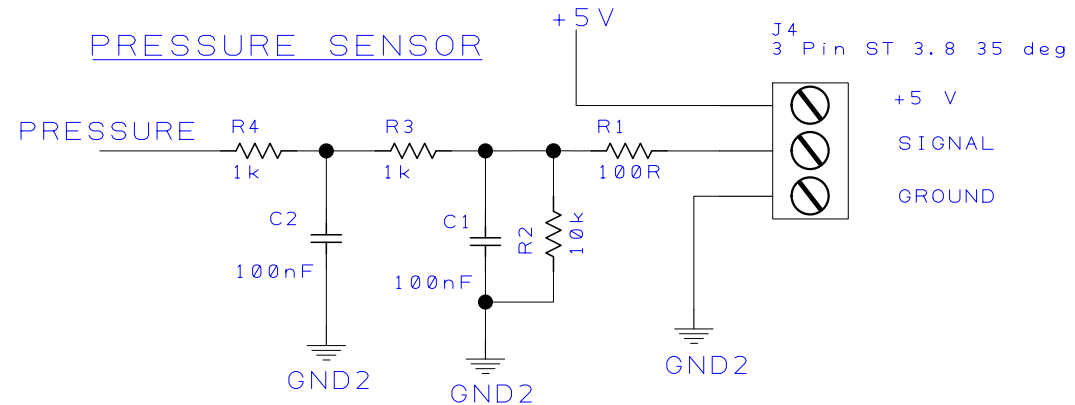 PRESSURE SENSOR
+5V
J4
3 Pin ST 3.8 35 deg
+5 V
SIGNAL
GROUND
PRESSURE
R4
1k
R3
1k
R1
100R
C2
100nF
C1
100nF
R2
10k
GND2
GND2
GND2